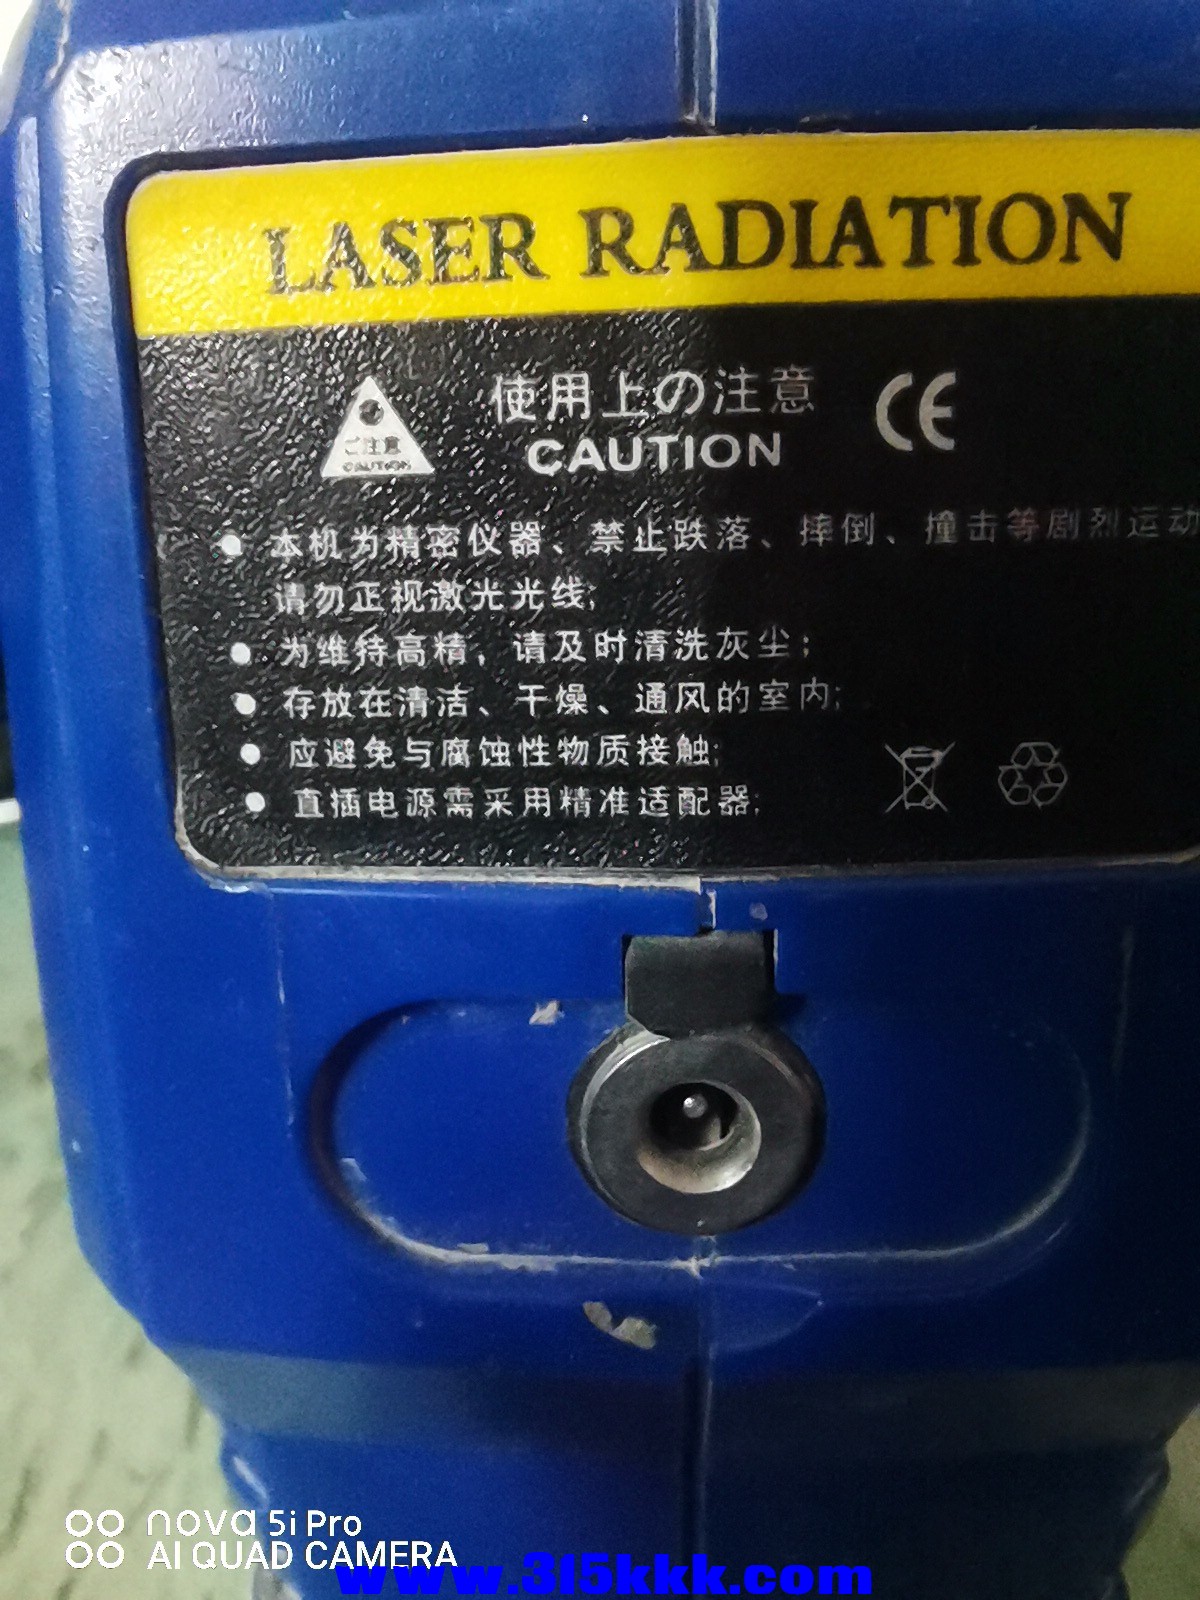 LASER RADIATION
ご注意
CAUTION
使用上の注意
CAUTION
CE
● 本机为精密仪器、禁止跌落、摔倒、撞击等剧烈运动
请勿正视激光光线;
● 为维持高精, 请及时清洗灰尘;
● 存放在清洁、干燥、通风的室内;
● 应避免与腐蚀性物质接触;
● 直插电源需采用精准适配器;
nova 5i Pro
AI QUAD CAMERA
www.315kkk.com